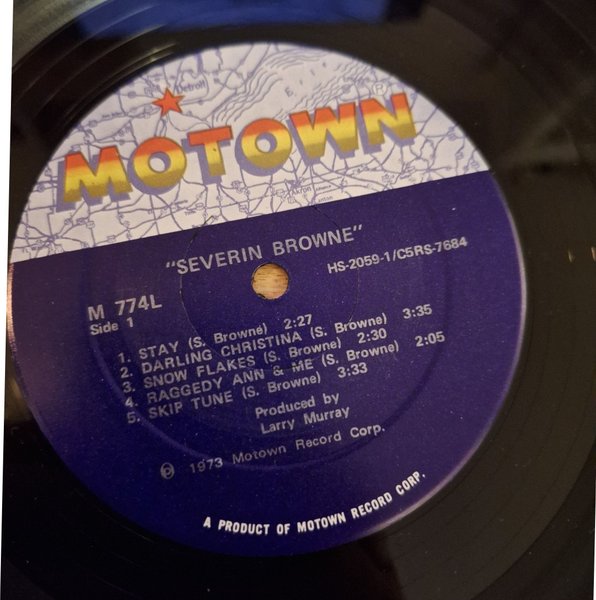 Detroit
MOTOWN®
Akron
"SEVERIN BROWNE"
HS-2059-1/C5RS-7684
M 774L
Side 1
1. STAY (S. Browne) 2:27
2. DARLING CHRISTINA (S. Browne) 3:35
3. SNOW FLAKES (S. Browne) 2:30
4. RAGGEDY ANN & ME (S. Browne) 2:05
5. SKIP TUNE (S. Browne) 3:33
Produced by
Larry Murray
℗ 1973 Motown Record Corp.
A PRODUCT OF MOTOWN RECORD CORP.